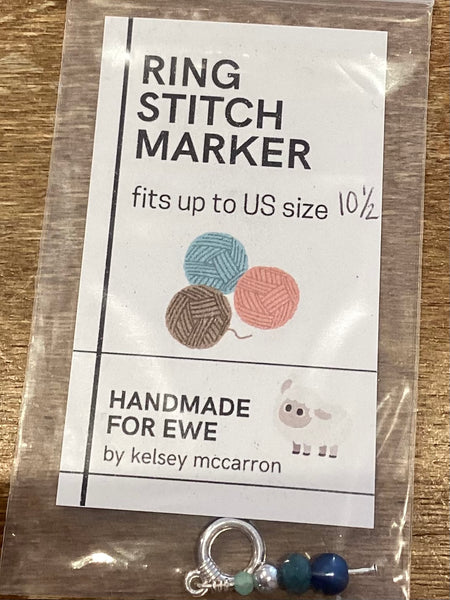 RING
STITCH
MARKER
fits up to US size 10½
HANDMADE
FOR EWE
by kelsey mccarron